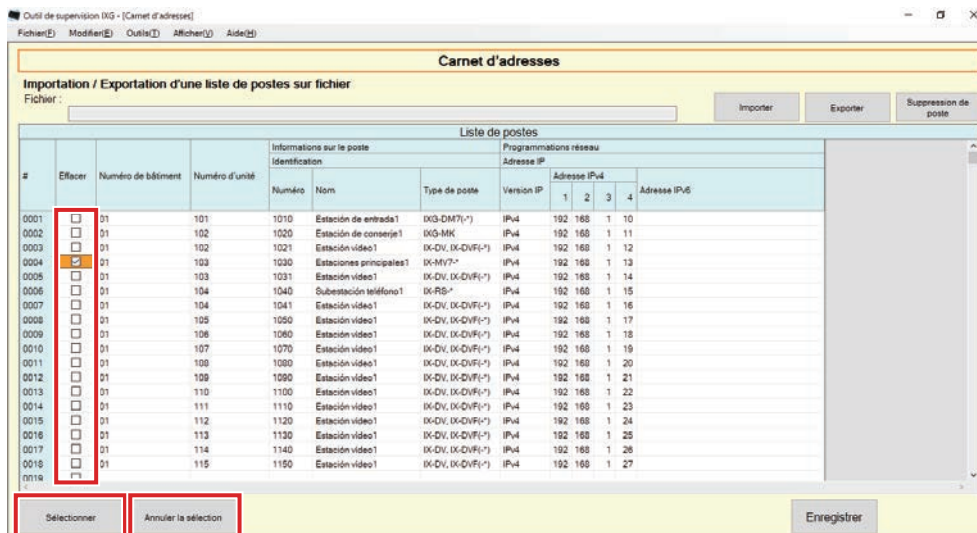 Outil de supervision IXG - [Carnet d'adresses]
Fichier(F) Modifier(E) Outils(T) Afficher(V) Aide(H)
Carnet d'adresses
Importation / Exportation d'une liste de postes sur fichier
Fichier :
Importer Exporter Suppression de poste
Liste de postes
Informations sur le poste Programmations réseau
Identification Adresse IP
# Effacer Numéro de bâtiment Numéro d'unité Numéro Nom Type de poste Version IP Adresse IPv4 Adresse IPv6
1 2 3 4
0001 01 101 1010 Estación de entrada1 IXG-DM7(-*) IPv4 192 168 1 10
0002 01 102 1020 Estación de conserje1 IXG-MK IPv4 192 168 1 11
0003 01 102 1021 Estación vídeo1 IX-DV, IX-DVF(-*) IPv4 192 168 1 12
0004 01 103 1030 Estaciones principales1 IX-MV7-* IPv4 192 168 1 13
0005 01 103 1031 Estación vídeo1 IX-DV, IX-DVF(-*) IPv4 192 168 1 14
0006 01 104 1040 Subestación teléfono1 IX-RS-* IPv4 192 168 1 15
0007 01 104 1041 Estación vídeo1 IX-DV, IX-DVF(-*) IPv4 192 168 1 16
0008 01 105 1050 Estación vídeo1 IX-DV, IX-DVF(-*) IPv4 192 168 1 17
0009 01 106 1060 Estación vídeo1 IX-DV, IX-DVF(-*) IPv4 192 168 1 18
0010 01 107 1070 Estación vídeo1 IX-DV, IX-DVF(-*) IPv4 192 168 1 19
0011 01 108 1080 Estación vídeo1 IX-DV, IX-DVF(-*) IPv4 192 168 1 20
0012 01 109 1090 Estación vídeo1 IX-DV, IX-DVF(-*) IPv4 192 168 1 21
0013 01 110 1100 Estación vídeo1 IX-DV, IX-DVF(-*) IPv4 192 168 1 22
0014 01 111 1110 Estación vídeo1 IX-DV, IX-DVF(-*) IPv4 192 168 1 23
0015 01 112 1120 Estación vídeo1 IX-DV, IX-DVF(-*) IPv4 192 168 1 24
0016 01 113 1130 Estación vídeo1 IX-DV, IX-DVF(-*) IPv4 192 168 1 25
0017 01 114 1140 Estación vídeo1 IX-DV, IX-DVF(-*) IPv4 192 168 1 26
0018 01 115 1150 Estación vídeo1 IX-DV, IX-DVF(-*) IPv4 192 168 1 27
0019
Sélectionner Annuler la sélection Enregistrer